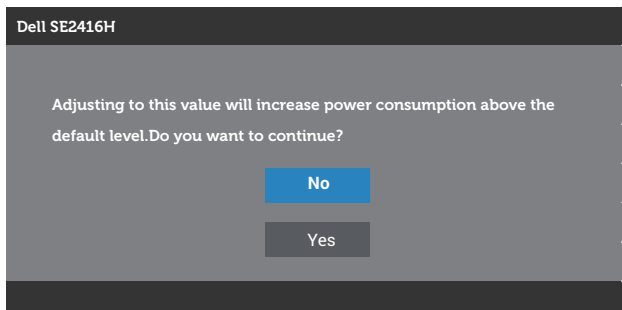 Dell SE2416H
Adjusting to this value will increase power consumption above the
default level.Do you want to continue?
No
Yes